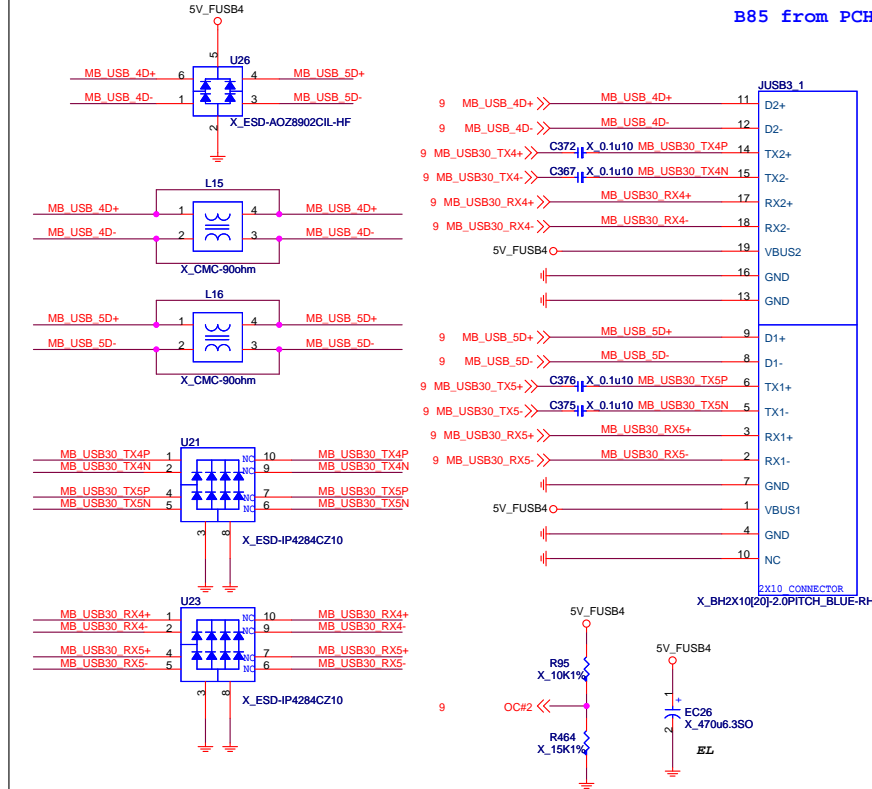 B85 from PCH
5V_FUSB4
5
U26
MB_USB_4D+ 6 4 MB_USB_5D+
MB_USB_4D- 1 3 MB_USB_5D-
2
X_ESD-AOZ8902CIL-HF
L15
MB_USB_4D+ 1 4 MB_USB_4D+
MB_USB_4D- 2 3 MB_USB_4D-
X_CMC-90ohm
L16
MB_USB_5D+ 1 4 MB_USB_5D+
MB_USB_5D- 2 3 MB_USB_5D-
X_CMC-90ohm
U21
MB_USB30_TX4P 1 NC 10 MB_USB30_TX4P
MB_USB30_TX4N 2 NC 9 MB_USB30_TX4N
MB_USB30_TX5P 4 NC 7 MB_USB30_TX5P
MB_USB30_TX5N 5 NC 6 MB_USB30_TX5N
3 8
X_ESD-IP4284CZ10
U23
MB_USB30_RX4+ 1 NC 10 MB_USB30_RX4+
MB_USB30_RX4- 2 NC 9 MB_USB30_RX4-
MB_USB30_RX5+ 4 NC 7 MB_USB30_RX5+
MB_USB30_RX5- 5 NC 6 MB_USB30_RX5-
3 8
X_ESD-IP4284CZ10
JUSB3_1
9 MB_USB_4D+ MB_USB_4D+ 11 D2+
9 MB_USB_4D- MB_USB_4D- 12 D2-
9 MB_USB30_TX4+ C372 X_0.1u10 MB_USB30_TX4P 14 TX2+
9 MB_USB30_TX4- C367 X_0.1u10 MB_USB30_TX4N 15 TX2-
9 MB_USB30_RX4+ MB_USB30_RX4+ 17 RX2+
9 MB_USB30_RX4- MB_USB30_RX4- 18 RX2-
5V_FUSB4 19 VBUS2
16 GND
13 GND
9 MB_USB_5D+ MB_USB_5D+ 9 D1+
9 MB_USB_5D- MB_USB_5D- 8 D1-
9 MB_USB30_TX5+ C376 X_0.1u10 MB_USB30_TX5P 6 TX1+
9 MB_USB30_TX5- C375 X_0.1u10 MB_USB30_TX5N 5 TX1-
9 MB_USB30_RX5+ MB_USB30_RX5+ 3 RX1+
9 MB_USB30_RX5- MB_USB30_RX5- 2 RX1-
7 GND
5V_FUSB4 1 VBUS1
4 GND
10 NC
2X10 CONNECTOR
X_BH2X10[20]-2.0PITCH_BLUE-RH
5V_FUSB4
R95
X_10K1%
9 OC#2
R464
X_15K1%
5V_FUSB4
1
+
EC26
X_470u6.3SO
2
EL